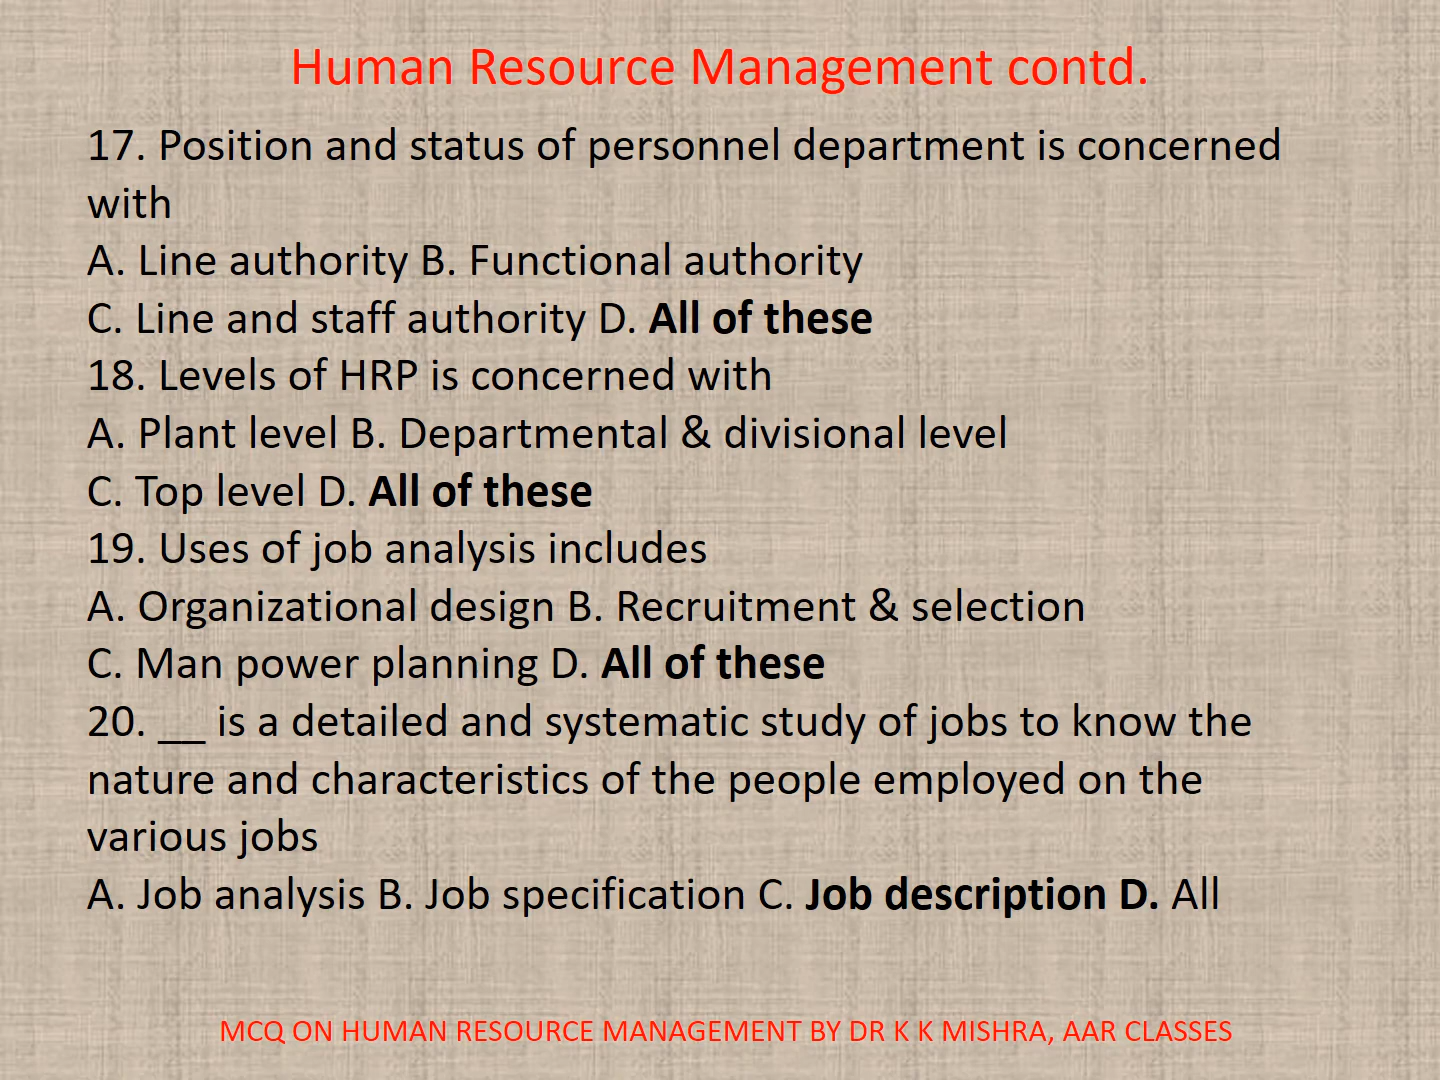 Human Resource Management contd.
17. Position and status of personnel department is concerned
with
A. Line authority B. Functional authority
C. Line and staff authority D. All of these
18. Levels of HRP is concerned with
A. Plant level B. Departmental & divisional level
C. Top level D. All of these
19. Uses of job analysis includes
A. Organizational design B. Recruitment & selection
C. Man power planning D. All of these
20. __ is a detailed and systematic study of jobs to know the
nature and characteristics of the people employed on the
various jobs
A. Job analysis B. Job specification C. Job description D. All
MCQ ON HUMAN RESOURCE MANAGEMENT BY DR K K MISHRA, AAR CLASSES